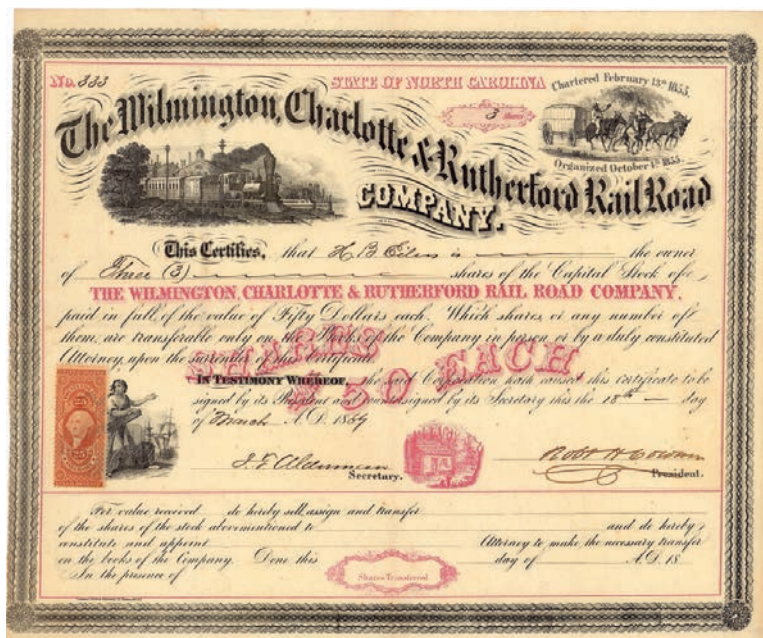 No. 333
STATE OF NORTH CAROLINA
Chartered February 13th 1855.
3 Shares
Organized October 1st 1855
The Wilmington, Charlotte & Rutherford Rail Road
COMPANY.
This Certifies, that H B Eilers is the owner
of Three (3) shares of the Capital Stock of
THE WILMINGTON, CHARLOTTE & RUTHERFORD RAIL ROAD COMPANY,
paid in full, of the value of Fifty Dollars each. Which shares, or any number of
them, are transferable only on the Books of the Company in person, or by a duly constituted
Attorney, upon the surrender of this Certificate.
SHARES
$50 EACH
IN TESTIMONY WHEREOF, the said Corporation hath caused this certificate to be
signed by its President and countersigned by its Secretary this the 18th day
of March A.D. 1869
25
J. T. Alderman
Secretary.
Robt H Cowan
President.
For value received do hereby sell, assign and transfer
of the shares of the stock abovementioned to and do hereby
constitute and appoint Attorney to make the necessary transfer
on the books of the Company. Done this day of A.D. 18
In the presence of
Shares Transferred